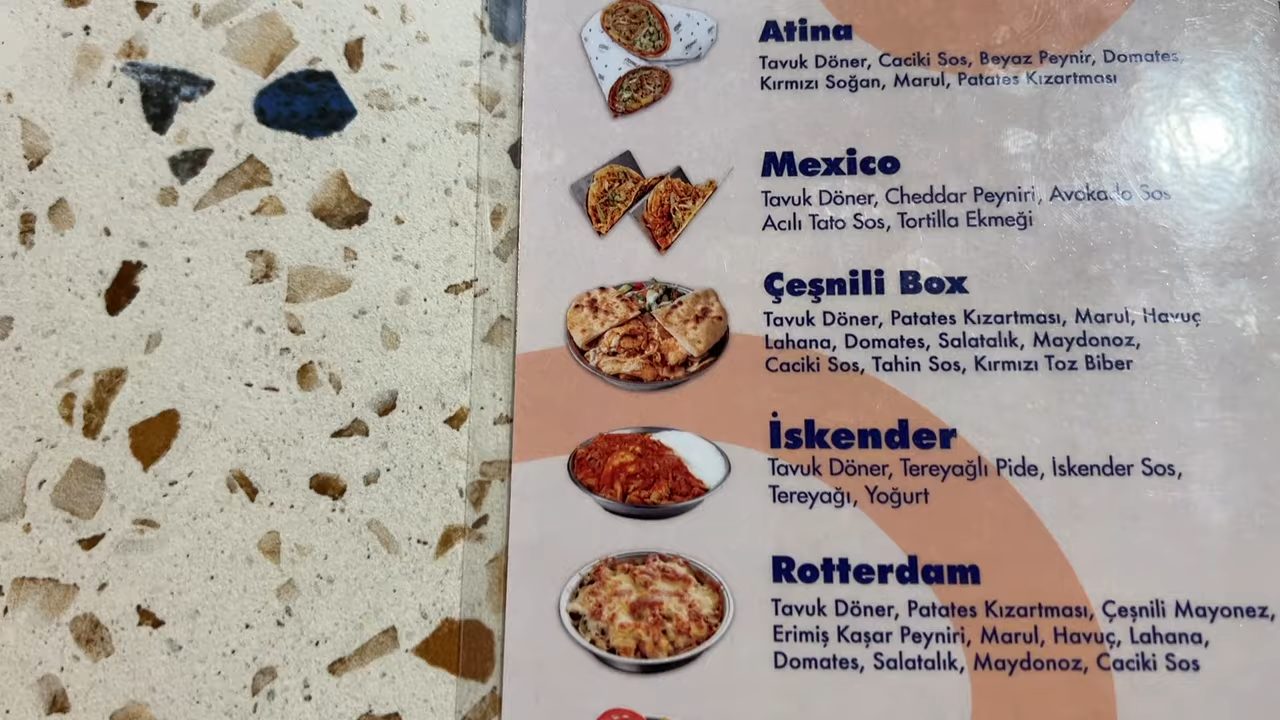 Atina
Tavuk Döner, Caciki Sos, Beyaz Peynir, Domates,
Kırmızı Soğan, Marul, Patates Kızartması
Mexico
Tavuk Döner, Cheddar Peyniri, Avokado Sos
Acılı Tato Sos, Tortilla Ekmeği
Çeşnili Box
Tavuk Döner, Patates Kızartması, Marul, Havuç
Lahana, Domates, Salatalık, Maydonoz,
Caciki Sos, Tahin Sos, Kırmızı Toz Biber
İskender
Tavuk Döner, Tereyağlı Pide, İskender Sos,
Tereyağı, Yoğurt
Rotterdam
Tavuk Döner, Patates Kızartması, Çeşnili Mayonez,
Erimiş Kaşar Peyniri, Marul, Havuç, Lahana,
Domates, Salatalık, Maydonoz, Caciki Sos